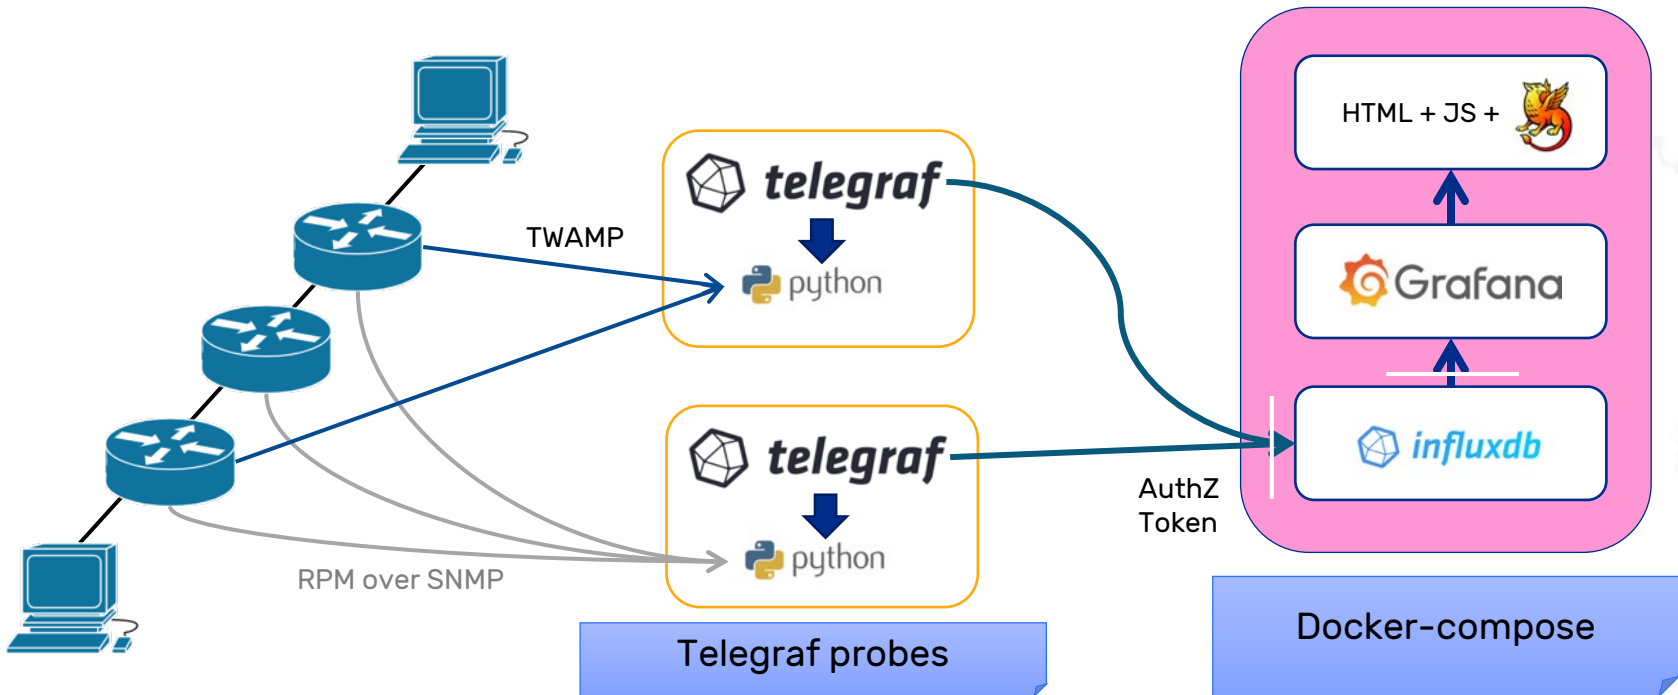 HTML + JS +
telegraf
TWAMP
python
Grafana
telegraf
influxdb
AuthZ
Token
python
RPM over SNMP
Telegraf probes
Docker-compose